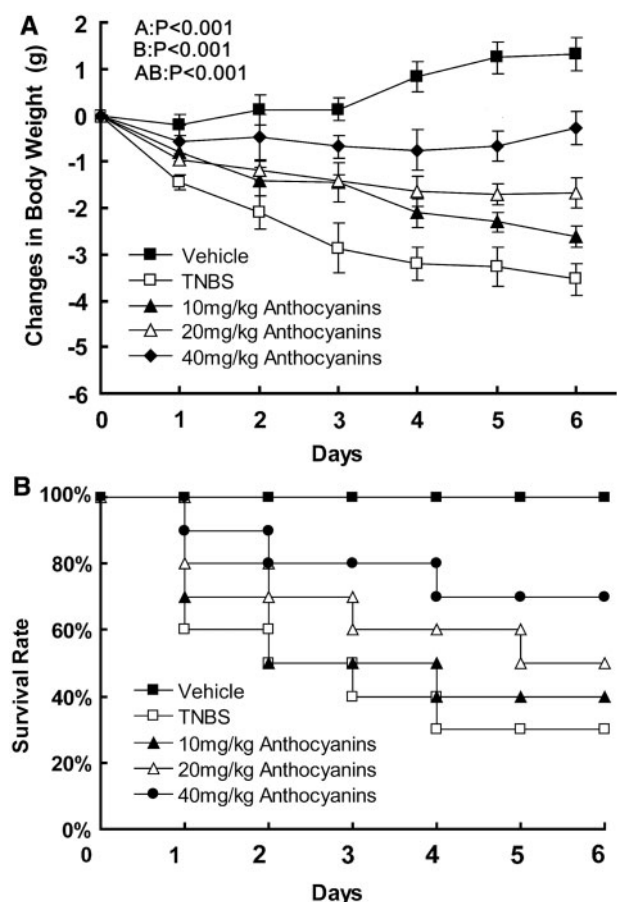 A
A:P<0.001
B:P<0.001
AB:P<0.001
Changes in Body Weight (g)
2
1
0
-1
-2
-3
-4
-5
-6
Vehicle
TNBS
10mg/kg Anthocyanins
20mg/kg Anthocyanins
40mg/kg Anthocyanins
0 1 2 3 4 5 6
Days
B
Survival Rate
100%
80%
60%
40%
20%
0%
Vehicle
TNBS
10mg/kg Anthocyanins
20mg/kg Anthocyanins
40mg/kg Anthocyanins
0 1 2 3 4 5 6
Days